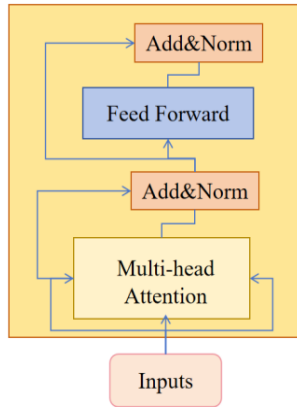 Add&Norm
Feed Forward
Add&Norm
Multi-head
Attention
Inputs